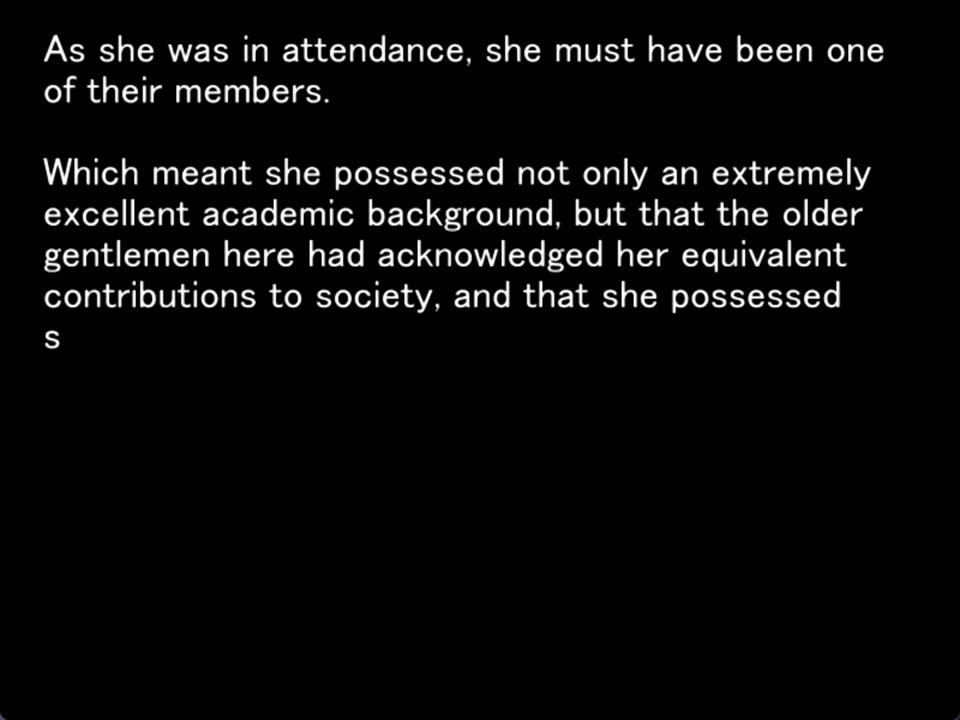 As she was in attendance, she must have been one
of their members.
Which meant she possessed not only an extremely
excellent academic background, but that the older
gentlemen here had acknowledged her equivalent
contributions to society, and that she possessed
s